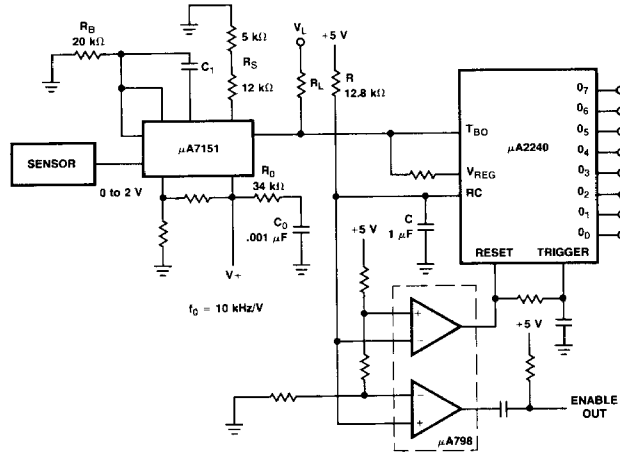 R_B
20 kΩ
5 kΩ
R_S
12 kΩ
C_1
V_L
R_L
+5 V
R
12.8 kΩ
μA7151
SENSOR
0 to 2 V
R_0
34 kΩ
C_0
.001 μF
V+
f_C = 10 kHz/V
T_BO
V_REG
RC
μA2240
0_7
0_6
0_5
0_4
0_3
0_2
0_1
0_0
RESET
TRIGGER
C
1 μF
+5 V
+
−
−
+
μA798
+5 V
ENABLE
OUT